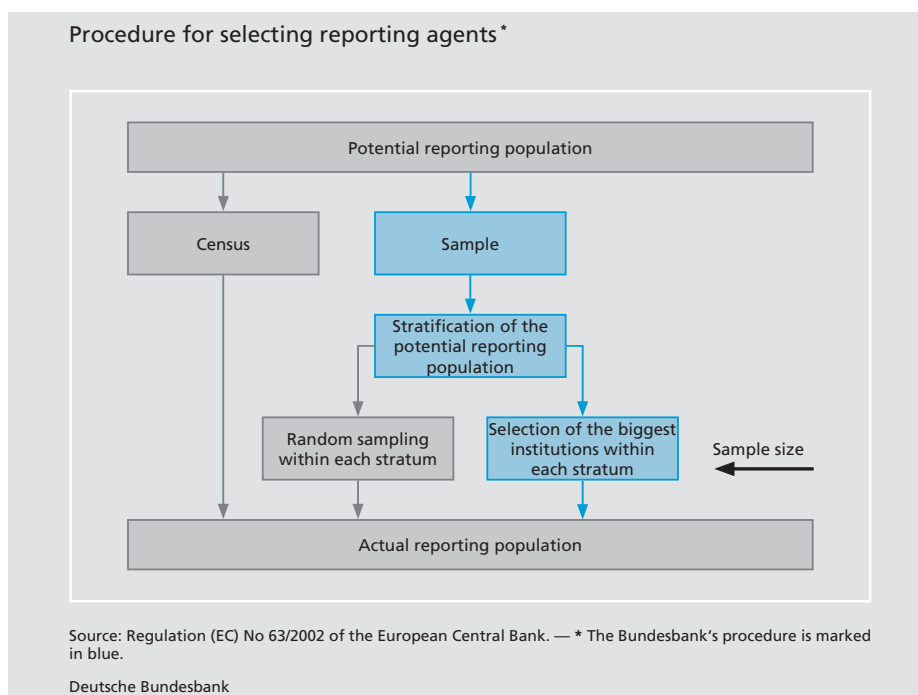 Procedure for selecting reporting agents *
Potential reporting population
Census
Sample
Stratification of the
potential reporting
population
Random sampling
within each stratum
Selection of the biggest
institutions within
each stratum
Sample size
Actual reporting population
Source: Regulation (EC) No 63/2002 of the European Central Bank. — * The Bundesbank‘s procedure is marked
in blue.
Deutsche Bundesbank